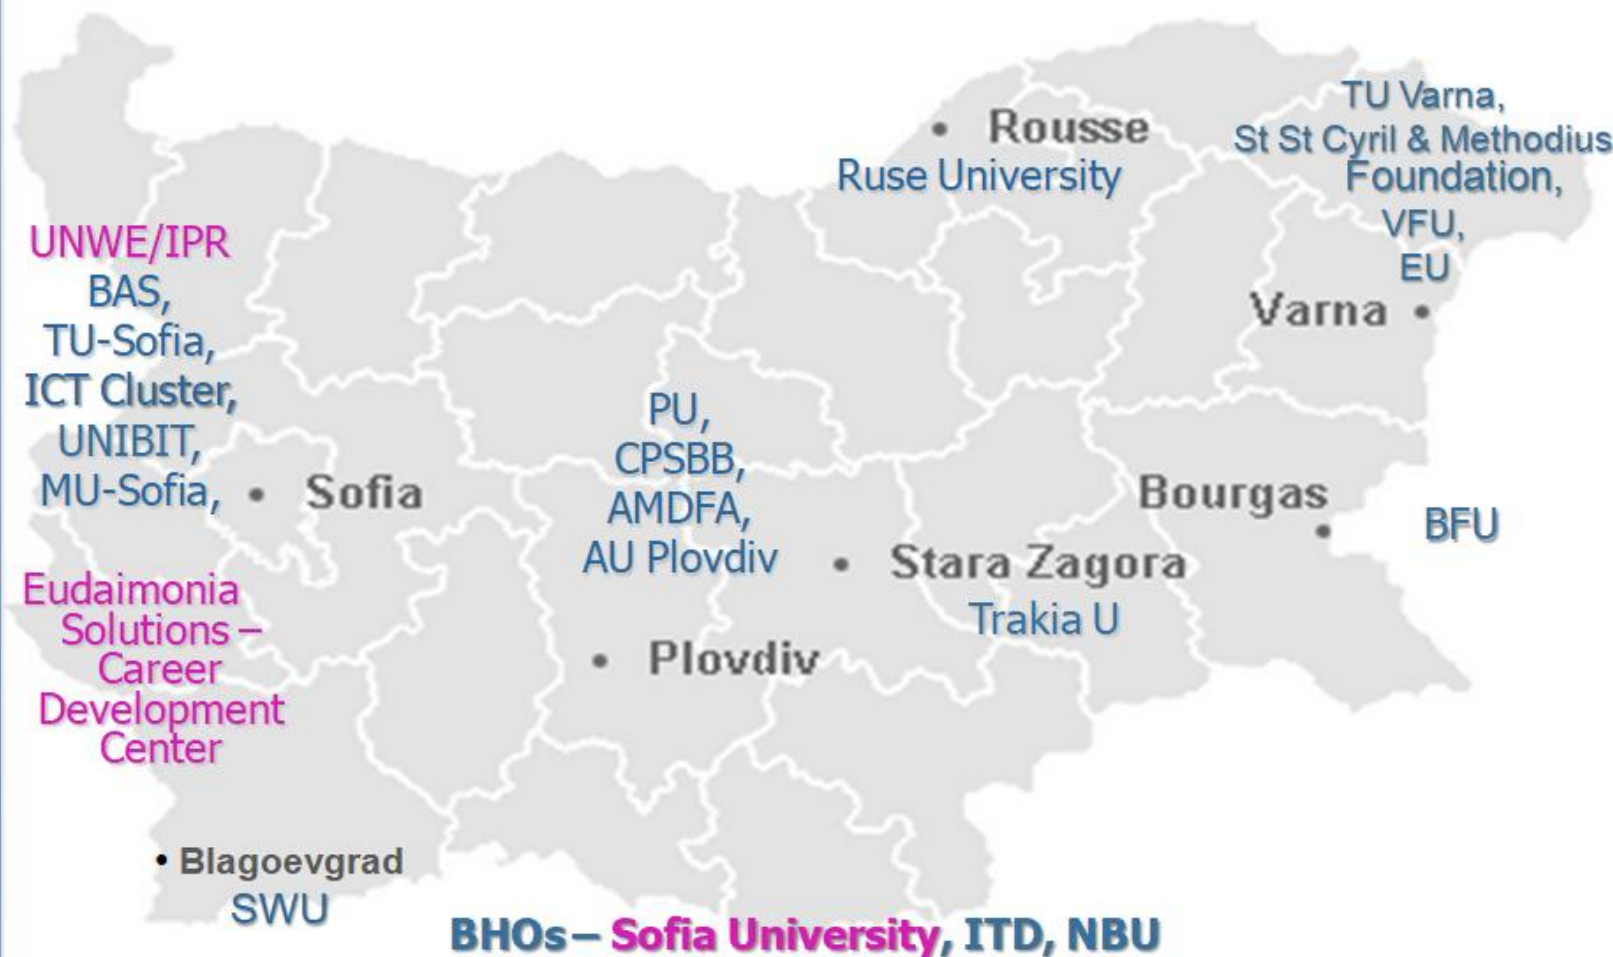 TU Varna,
St St Cyril & Methodius
Foundation,
VFU,
EU
Varna
Rousse
Ruse University
UNWE/IPR
BAS,
TU-Sofia,
ICT Cluster,
UNIBIT,
MU-Sofia,
Sofia
PU,
CPSBB,
AMDFA,
AU Plovdiv
Plovdiv
Bourgas
BFU
Stara Zagora
Trakia U
Eudaimonia
Solutions –
Career
Development
Center
• Blagoevgrad
SWU
BHOs – Sofia University, ITD, NBU